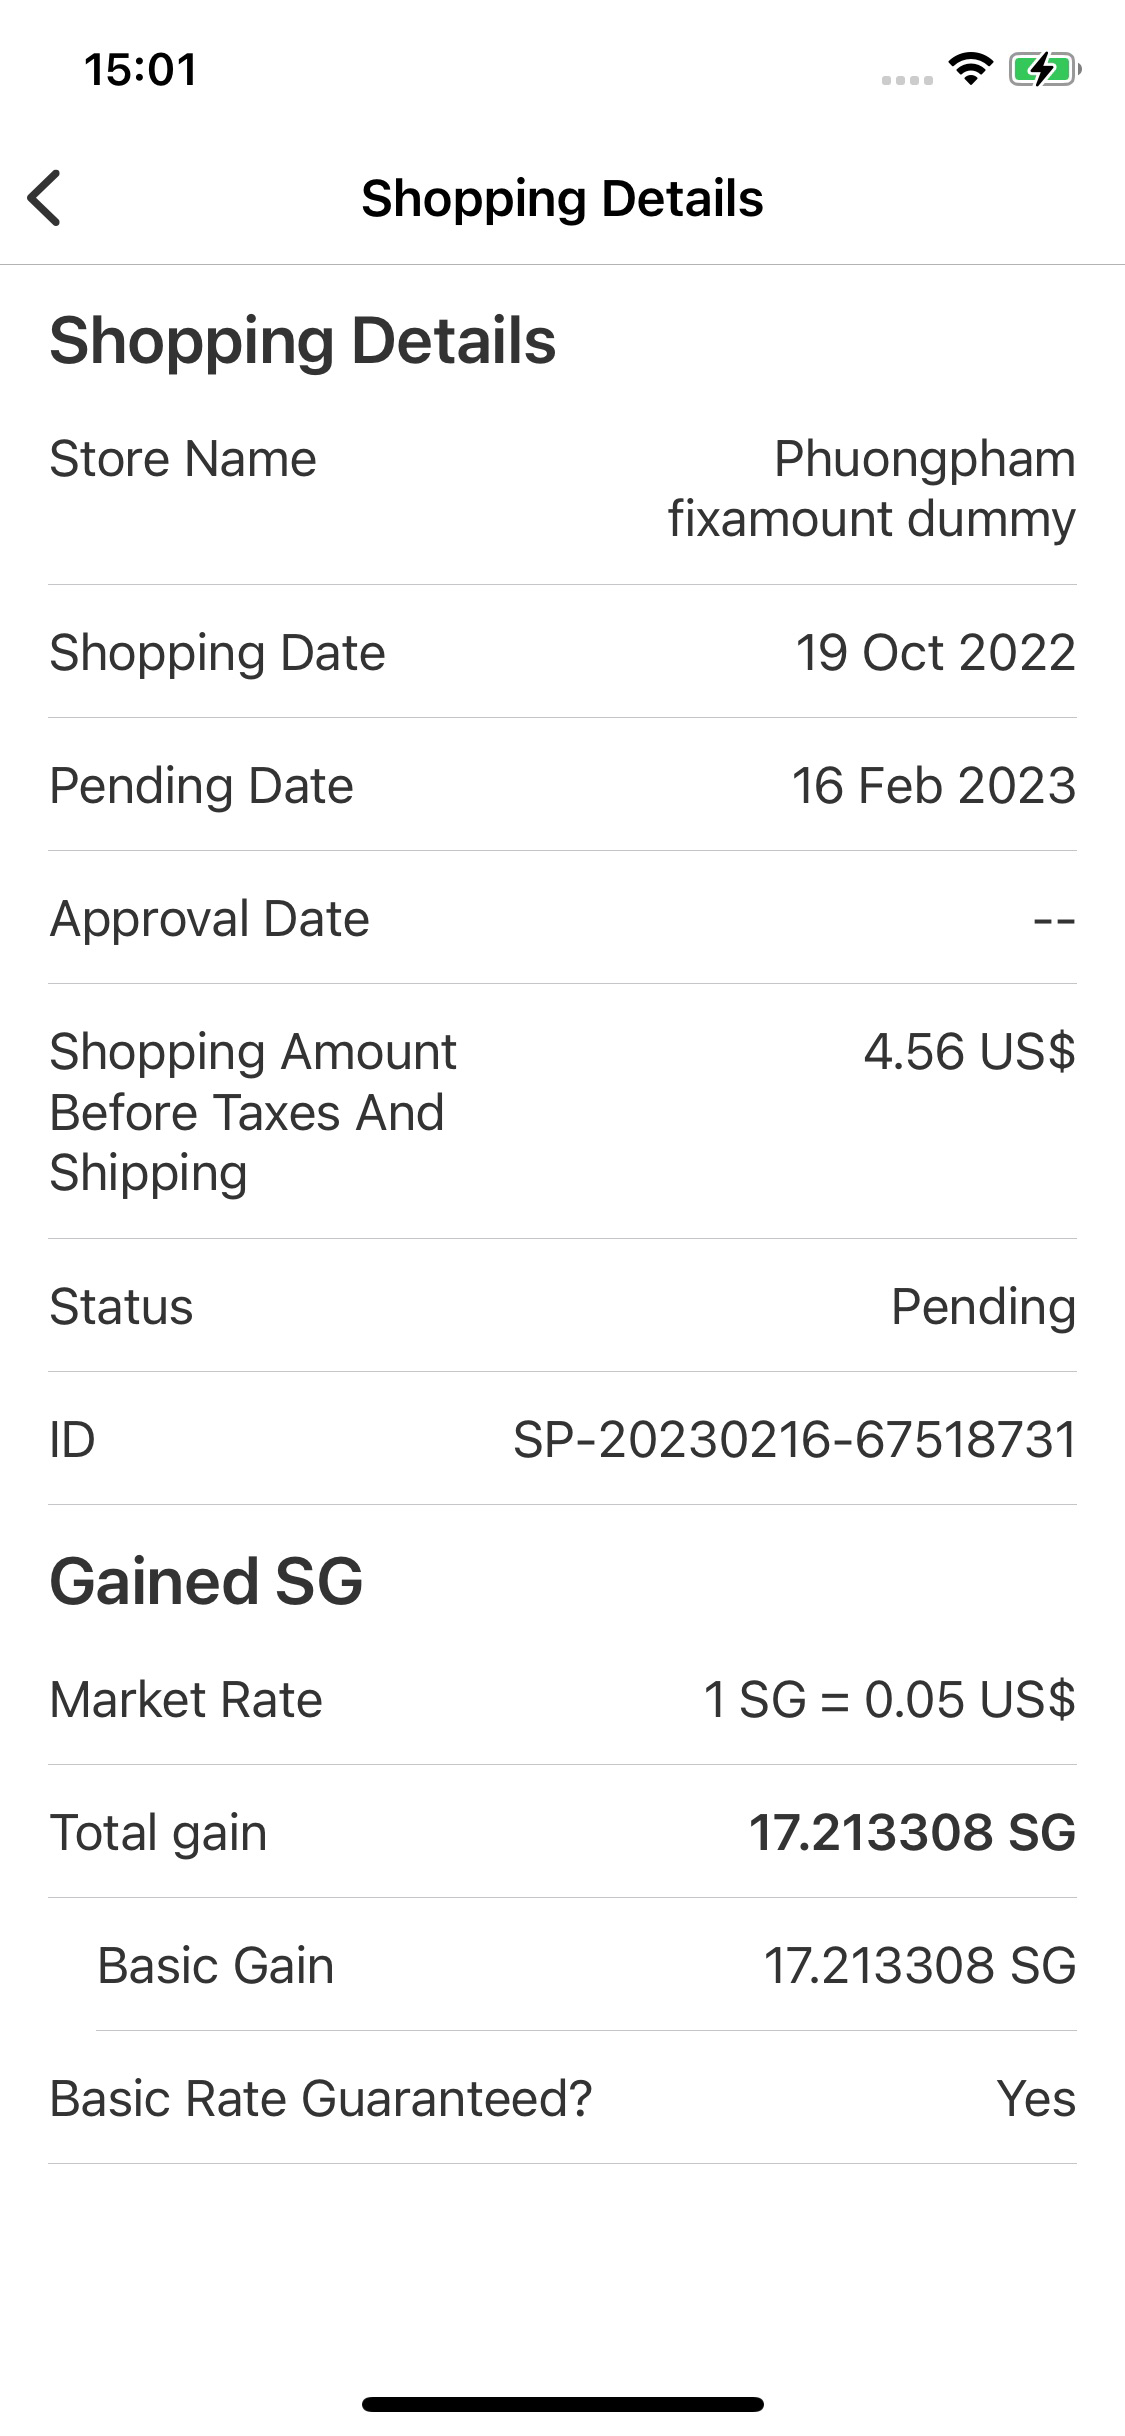 15:01
Shopping Details
Shopping Details
Store Name
Phuongpham
fixamount dummy
Shopping Date
19 Oct 2022
Pending Date
16 Feb 2023
Approval Date
--
Shopping Amount
Before Taxes And
Shipping
4.56 US$
Status
Pending
ID
SP-20230216-67518731
Gained SG
Market Rate
1 SG = 0.05 US$
Total gain
17.213308 SG
Basic Gain
17.213308 SG
Basic Rate Guaranteed?
Yes